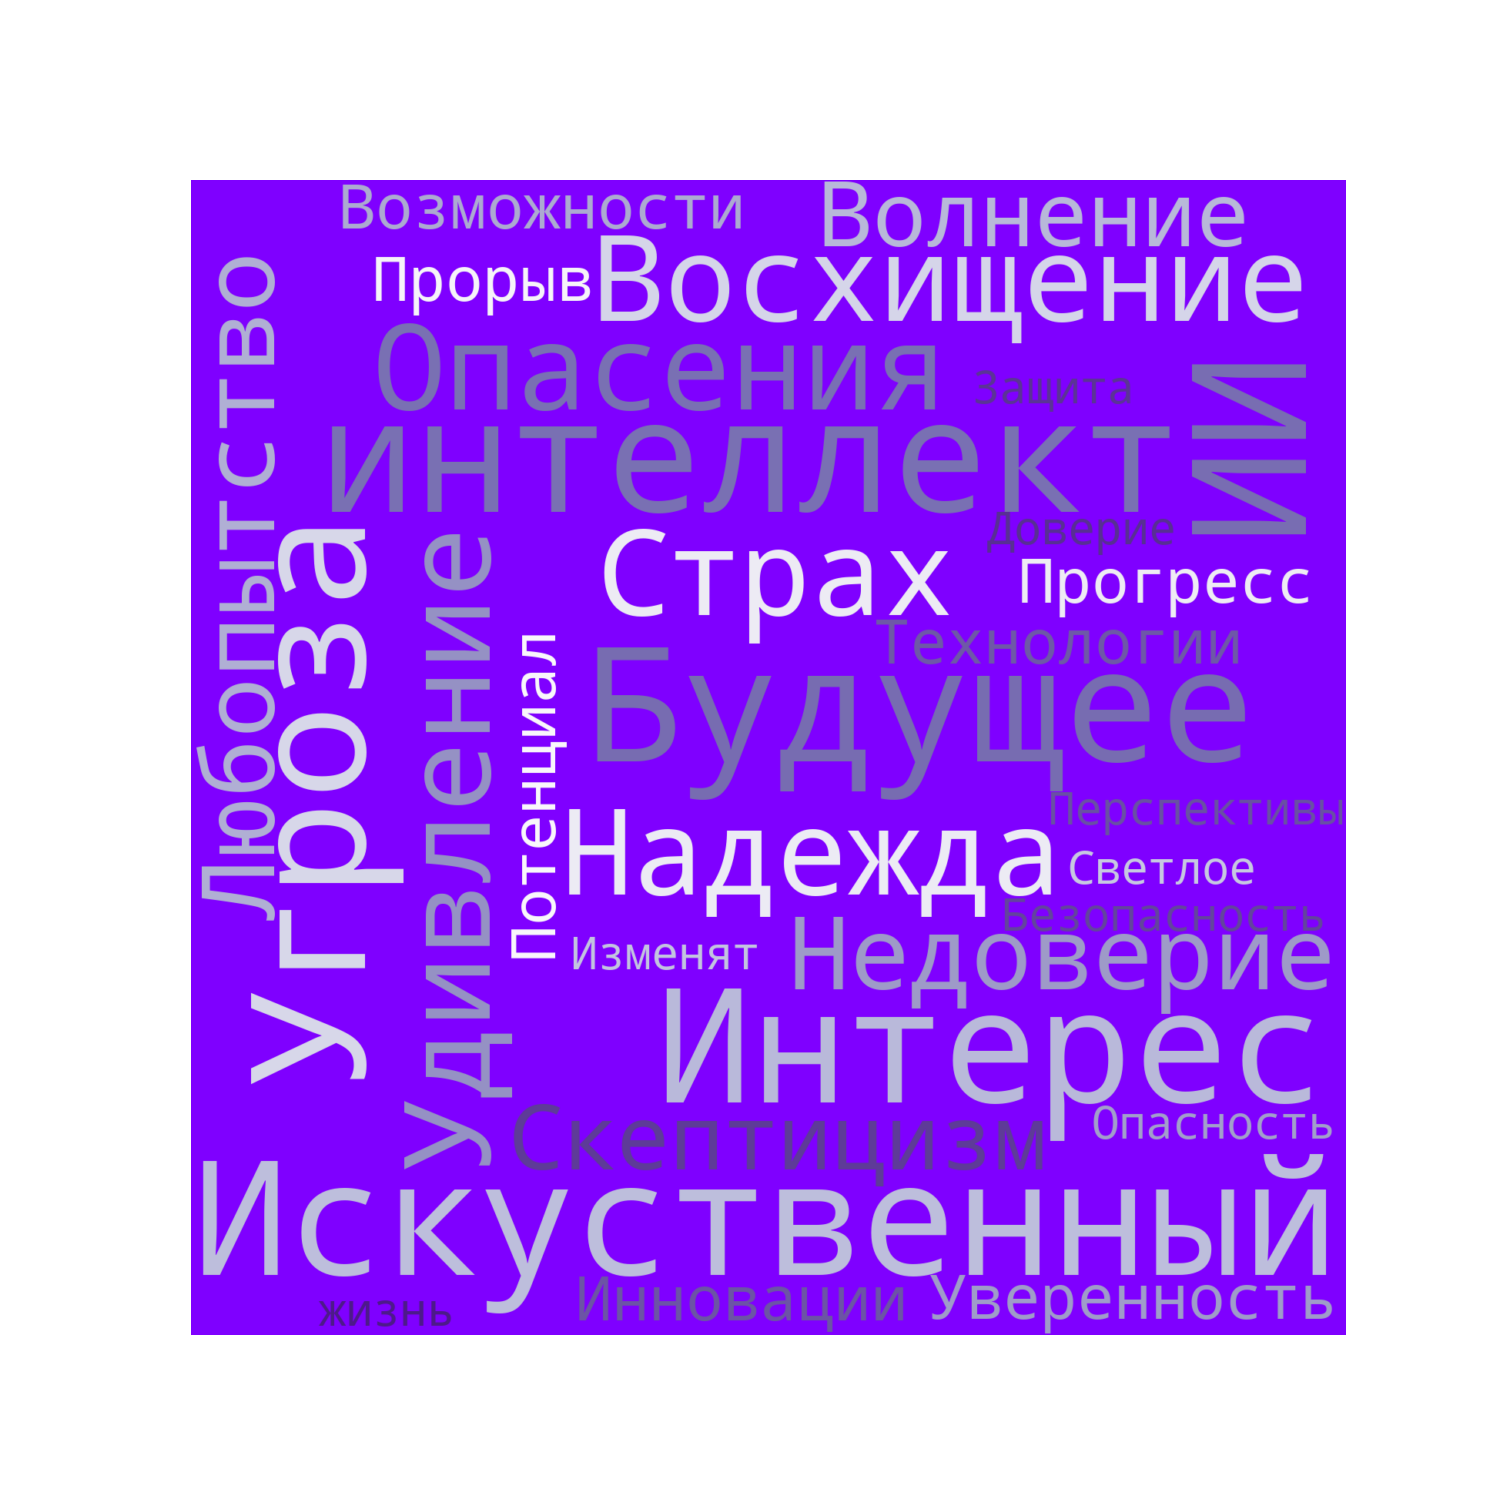 Возможности
Волнение
Прорыв
Восхищение
Любопытство
Опасения
Защита
ИИ
интеллект
Доверие
Угроза
Удивление
Страх
Прогресс
Технологии
Потенциал
Будущее
Перспективы
Надежда
Светлое
Безопасность
Изменят
Недоверие
Интерес
Скептицизм
Опасность
Искуственный
жизнь
Инновации
Уверенность